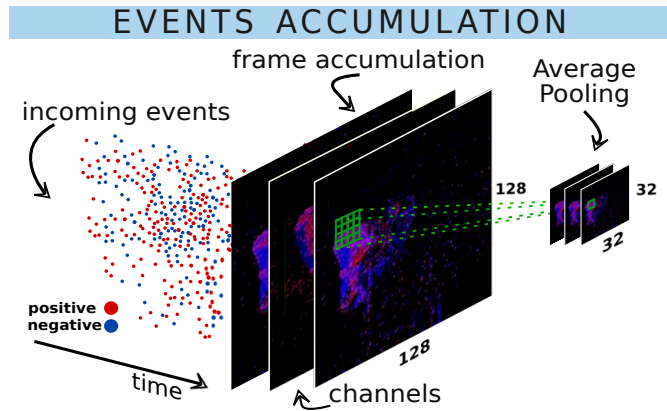 EVENTS ACCUMULATION
frame accumulation
Average
Pooling
incoming events
128
32
32
positive
negative
128
time
channels